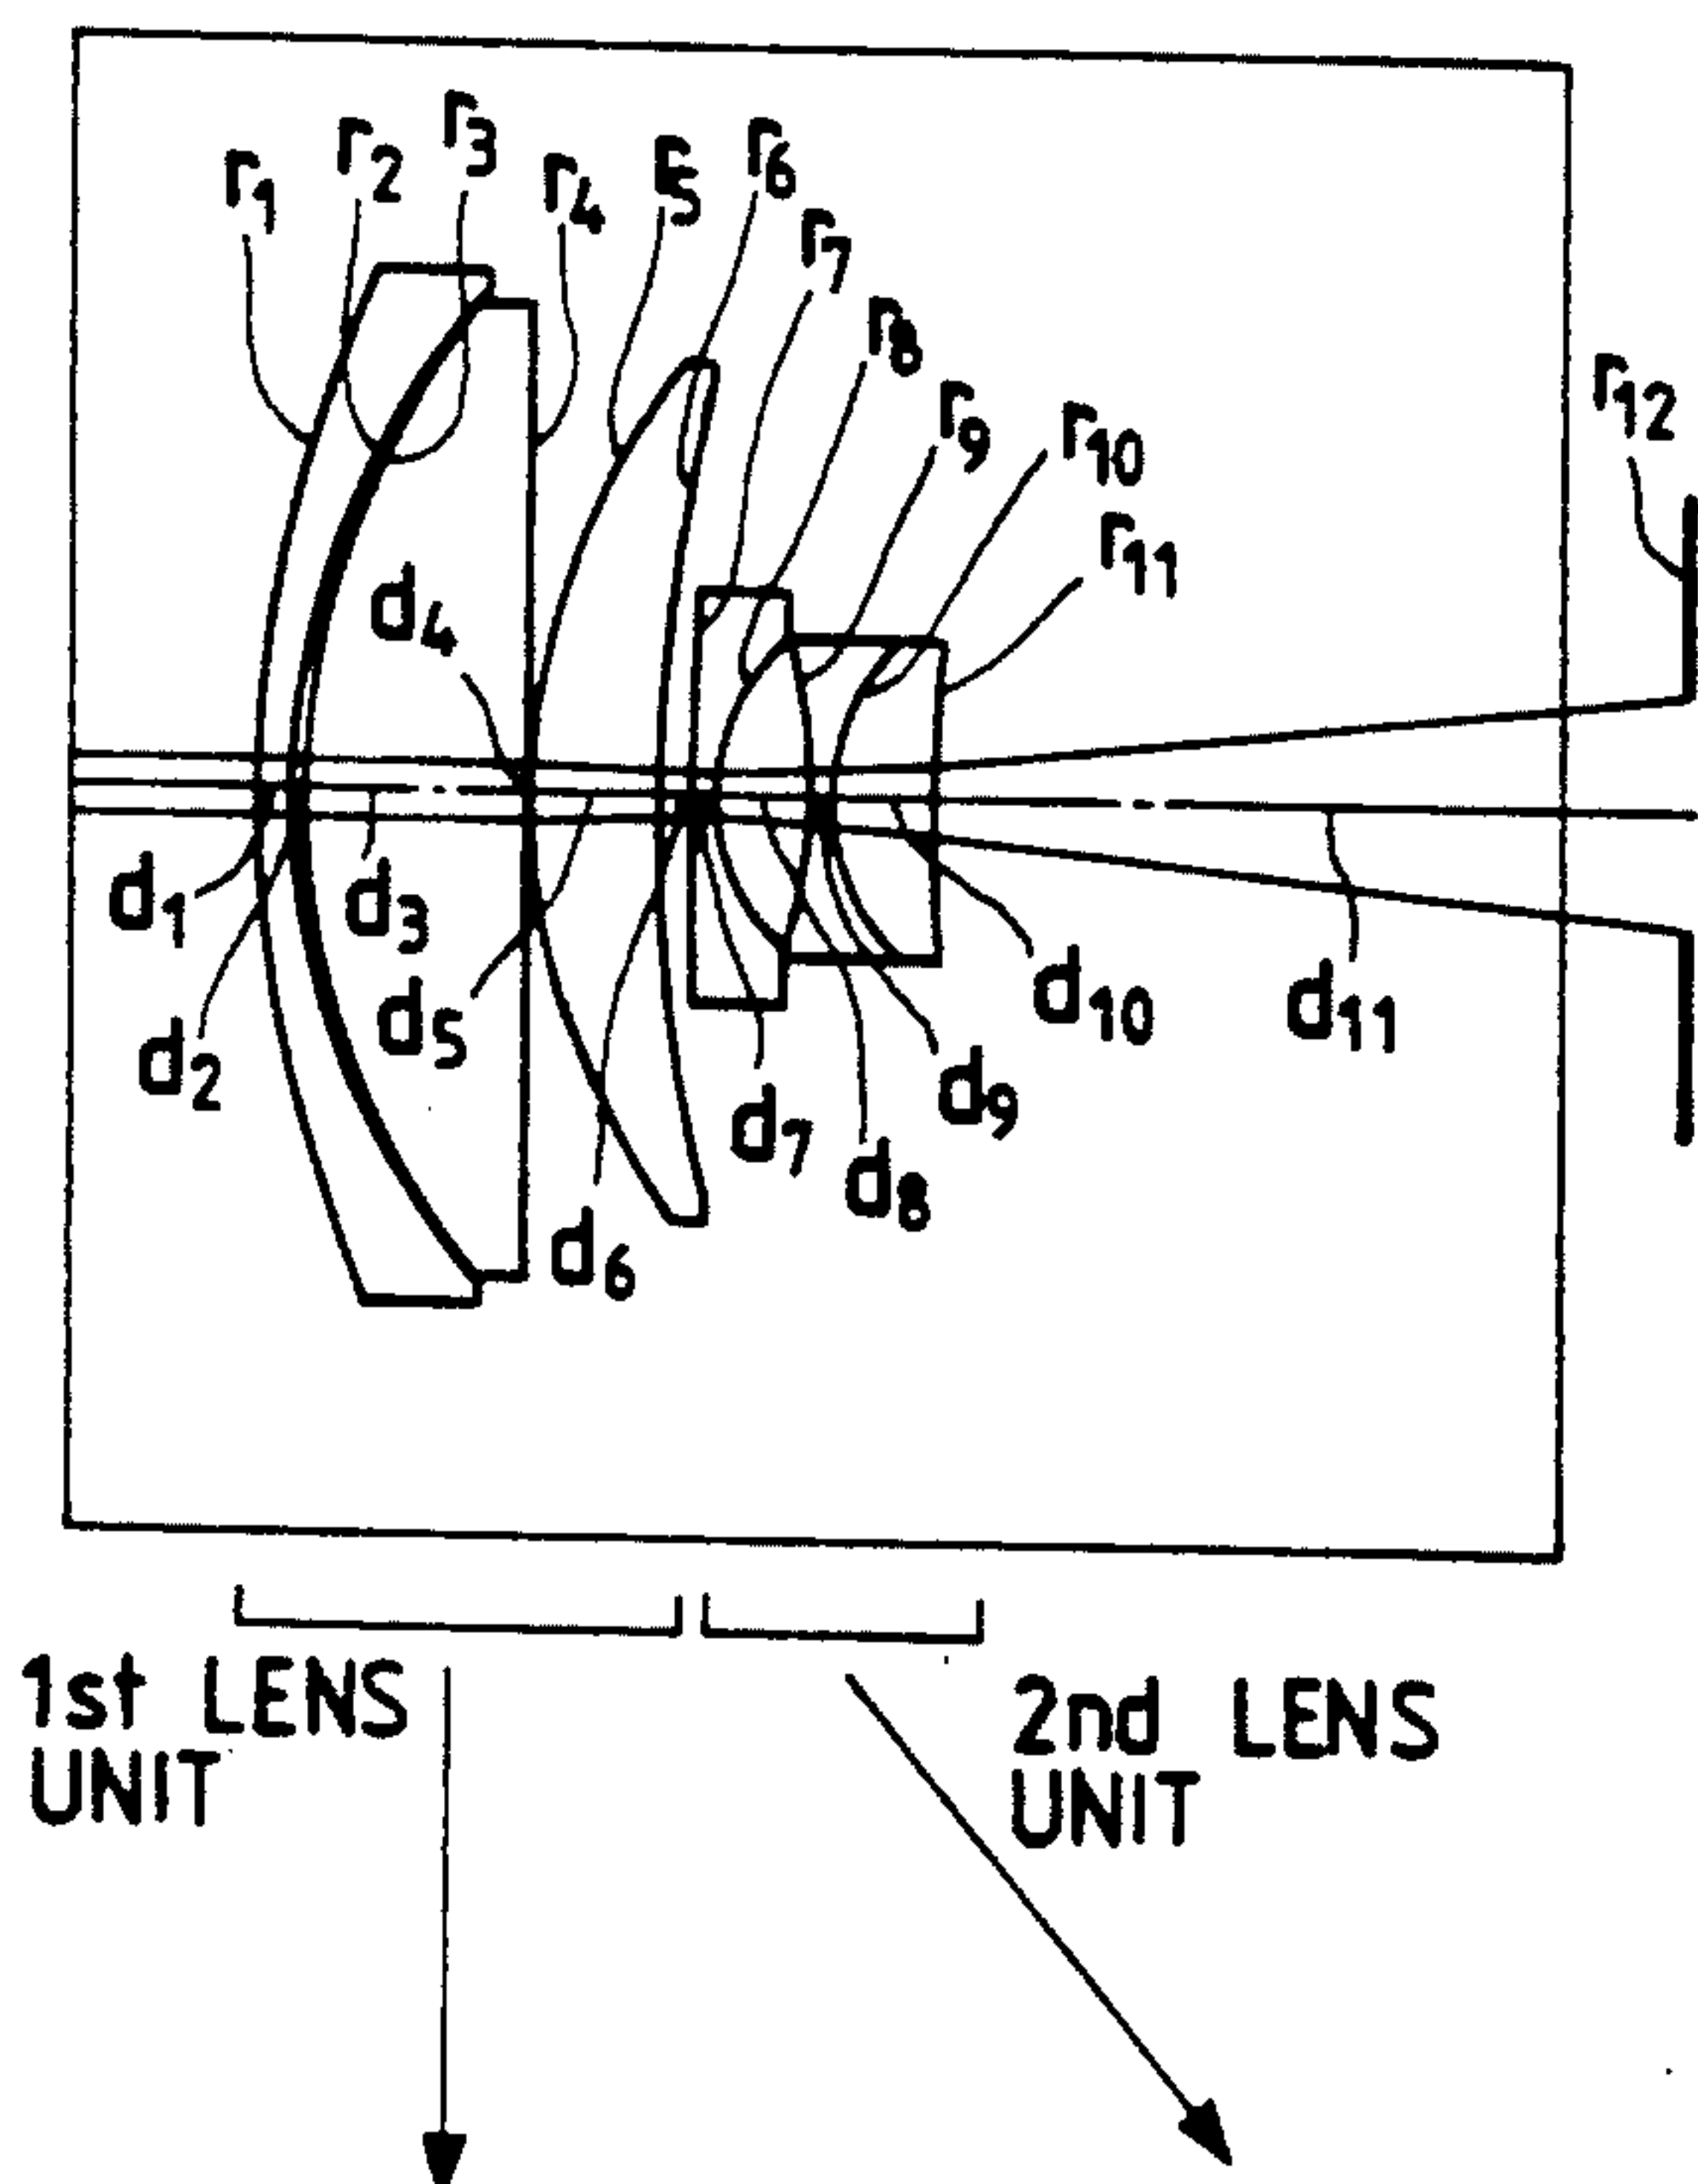 r1 r2 r3 r4 r5 r6
r7
r8
r9 r10
r11
r12
d4
d1 d3
d2 d5
d10 d11
d7 d9
d8
d6
1st LENS
UNIT
2nd LENS
UNIT